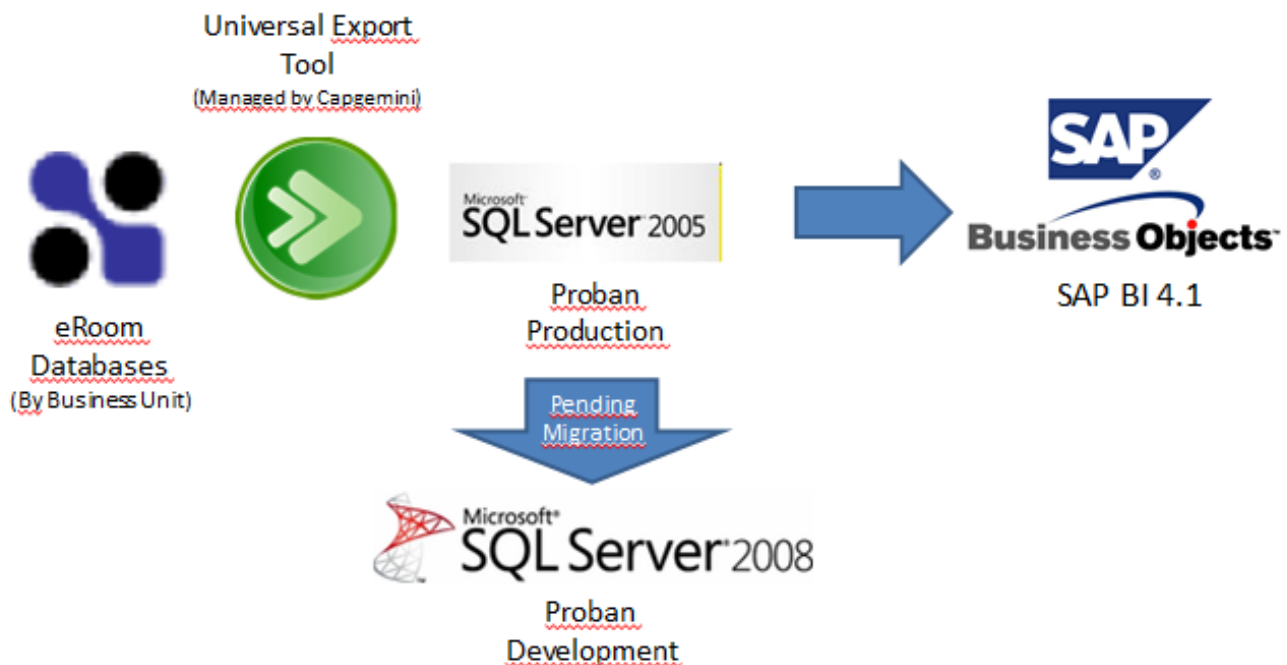 Universal Export
Tool
(Managed by Capgemini)
eRoom
Databases
(By Business Unit)
Microsoft
SQL Server 2005
Proban
Production
SAP
®
Business Objects™
SAP BI 4.1
Pending
Migration
Microsoft®
SQL Server 2008
Proban
Development